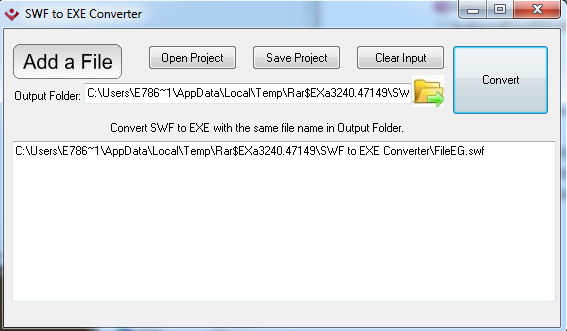 SWF to EXE Converter
Add a File
Open Project
Save Project
Clear Input
Convert
Output Folder: C:\Users\E786~1\AppData\Local\Temp\Rar$EXa3240.47149\SW
Convert SWF to EXE with the same file name in Output Folder.
C:\Users\E786~1\AppData\Local\Temp\Rar$EXa3240.47149\SWF to EXE Converter\FileEG.swf